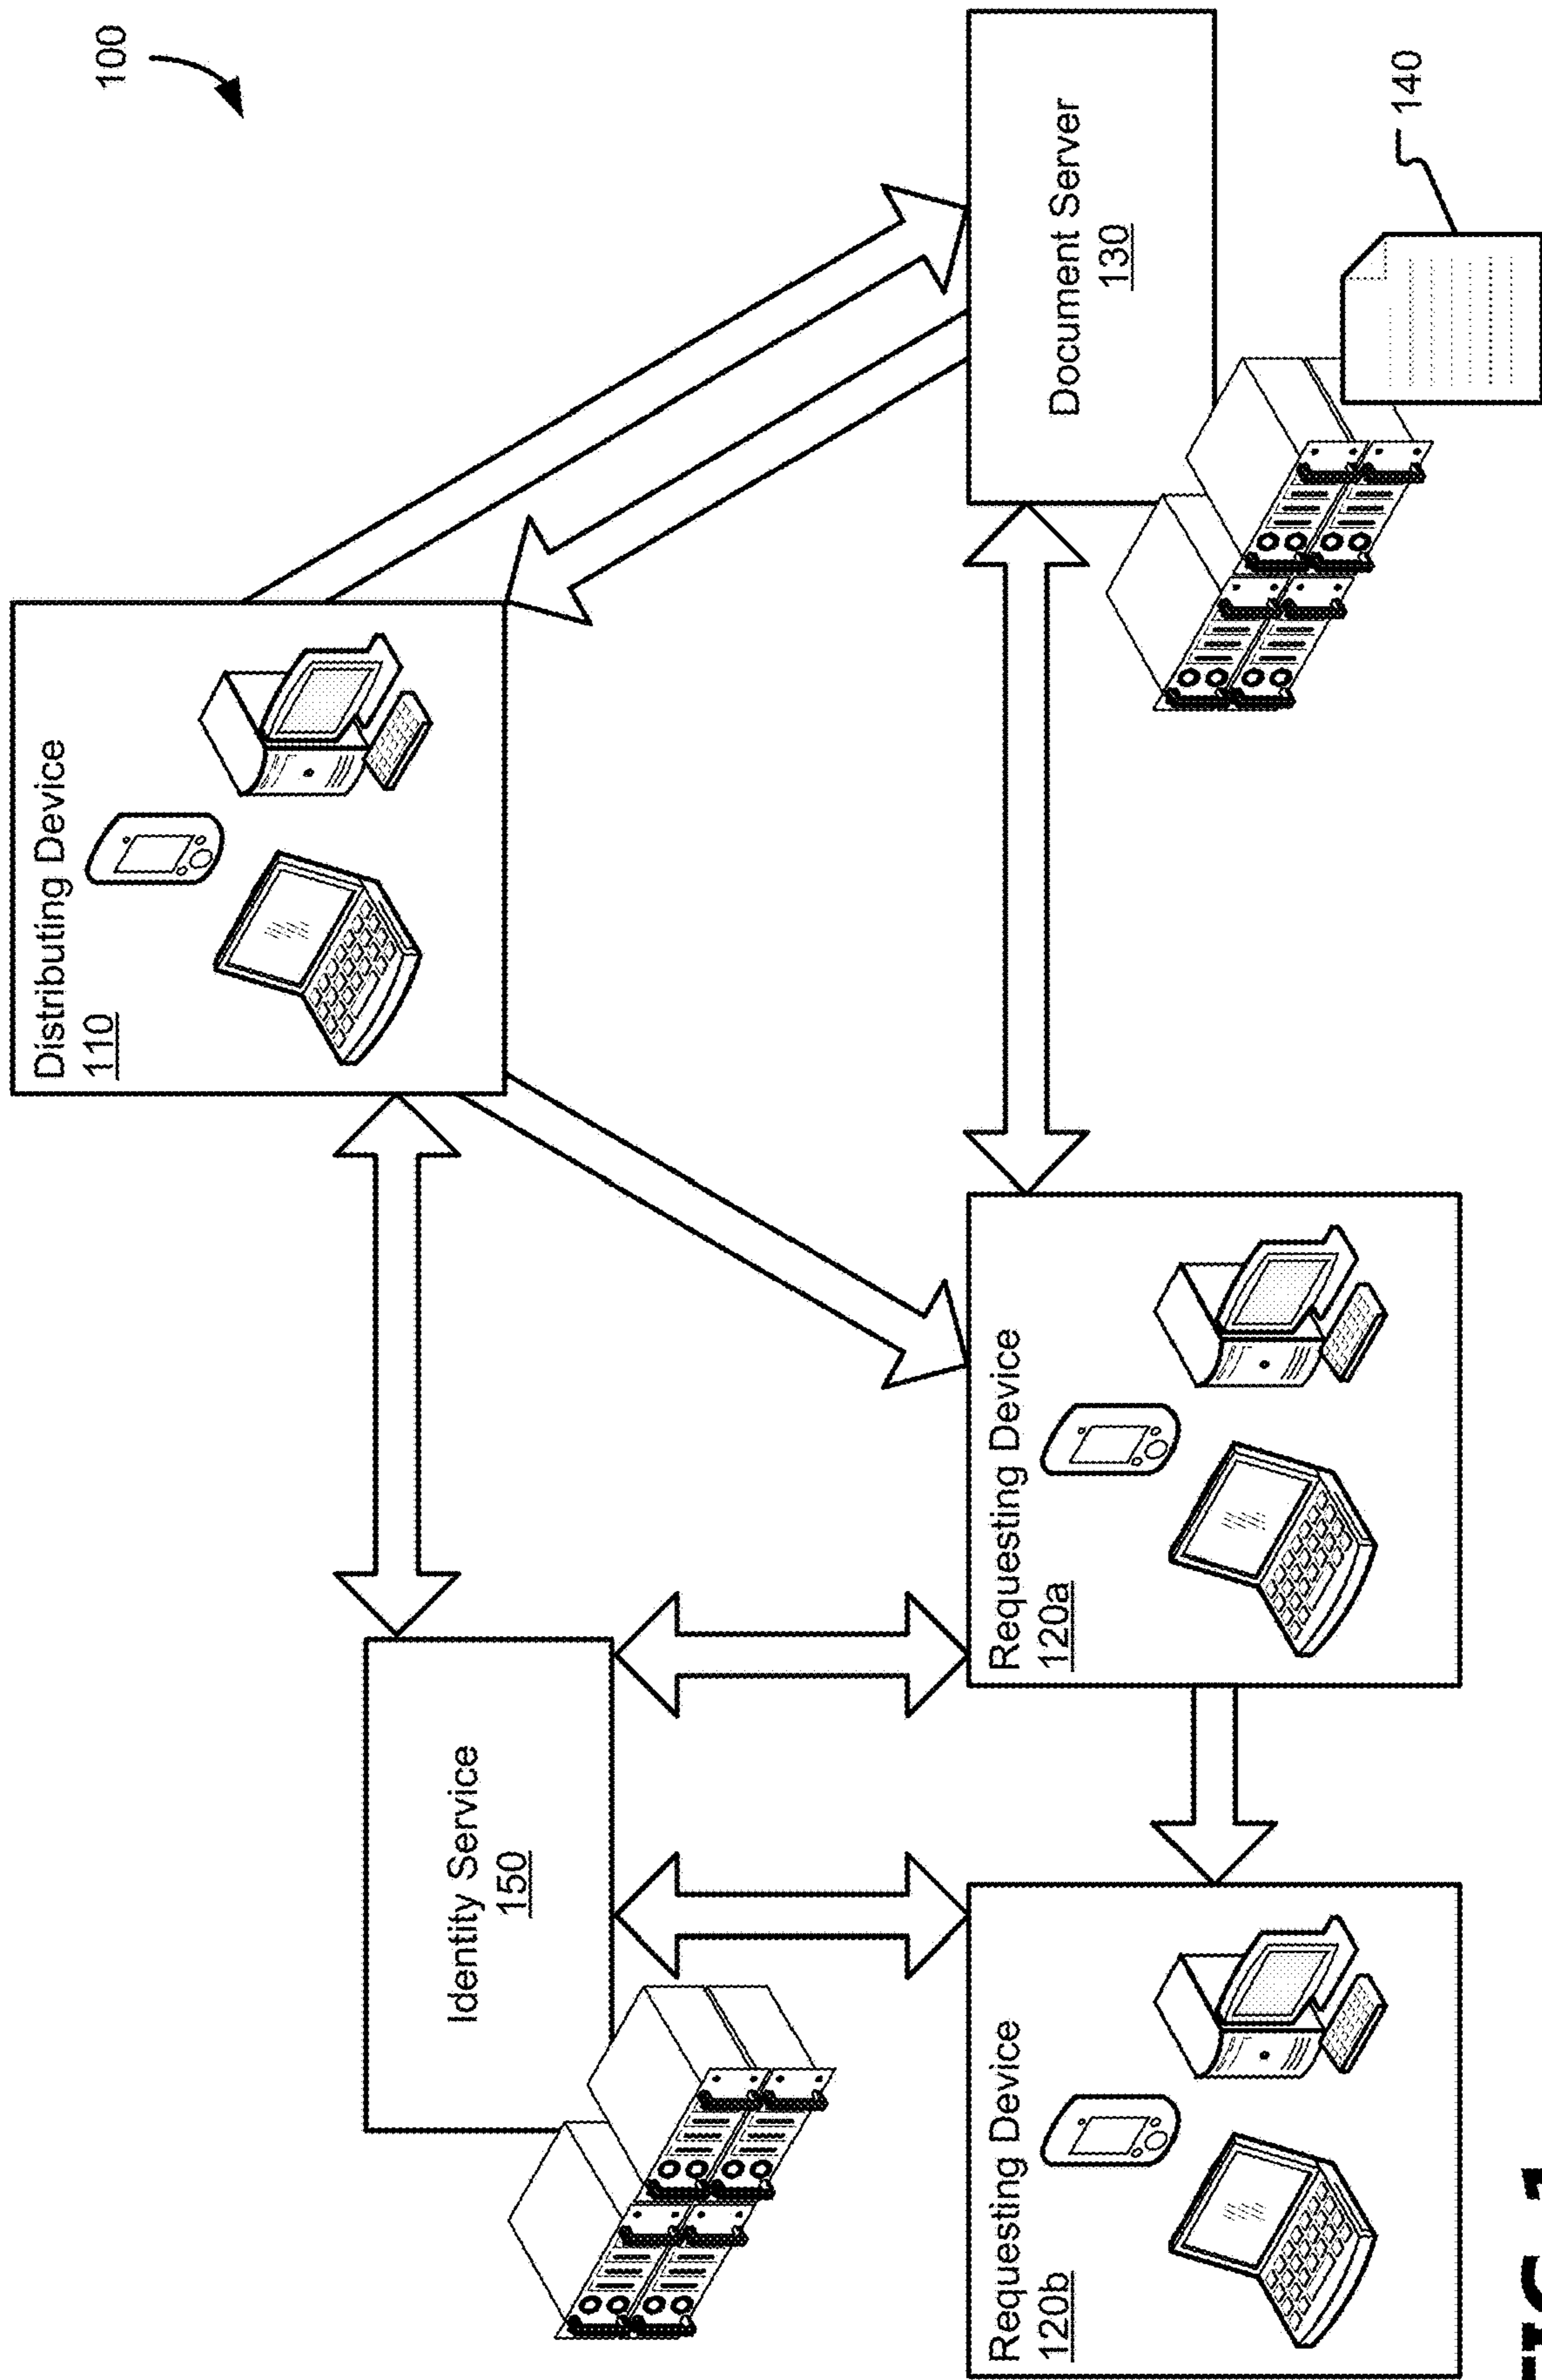 100
Distributing Device
110
Identity Service
150
Document Server
130
Requesting Device
120b
Requesting Device
120a
140